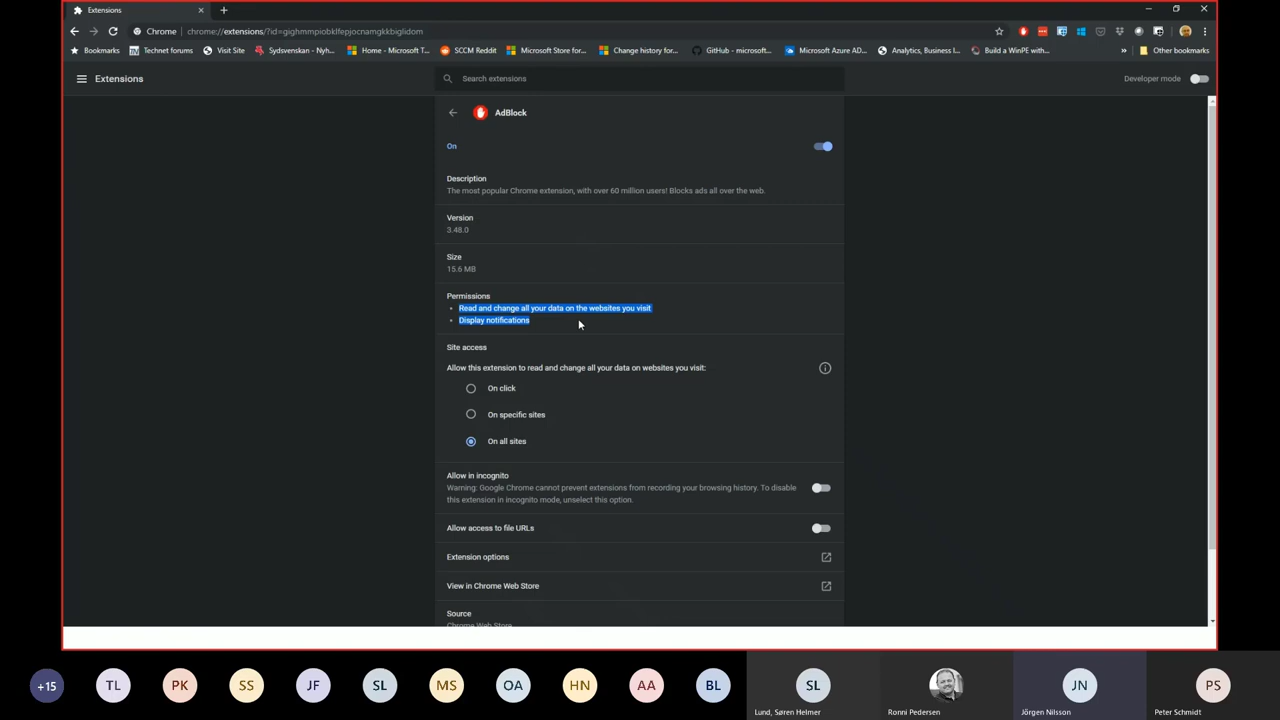 Extensions
Chrome
chrome://extensions/?id=gighmmpiobklfepjocnamgkkbiglidom
Bookmarks
Technet forums
Visit Site
Sydsvenskan - Nyh...
Home - Microsoft T...
SCCM Reddit
Microsoft Store for...
Change history for...
GitHub - microsoft...
Microsoft Azure AD...
Analytics, Business I...
Build a WinPE with...
»
Other bookmarks
Extensions
Search extensions
Developer mode
AdBlock
On
Description
The most popular Chrome extension, with over 60 million users! Blocks ads all over the web.
Version
3.48.0
Size
15.6 MB
Permissions
• Read and change all your data on the websites you visit
• Display notifications
Site access
Allow this extension to read and change all your data on websites you visit:
On click
On specific sites
On all sites
Allow in incognito
Warning: Google Chrome cannot prevent extensions from recording your browsing history. To disable
this extension in incognito mode, unselect this option.
Allow access to file URLs
Extension options
View in Chrome Web Store
Source
Chrome Web Store
+15
TL
PK
SS
JF
SL
MS
OA
HN
AA
BL
SL
Lund, Søren Helmer
Ronni Pedersen
JN
Jörgen Nilsson
PS
Peter Schmidt